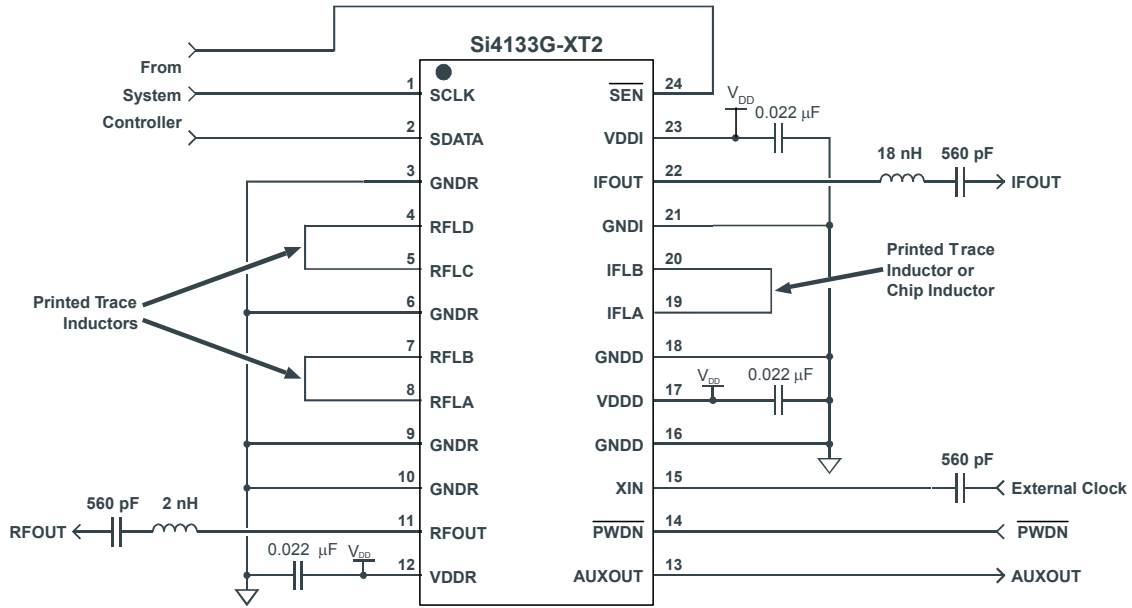 Si4133G-XT2
From
System
Controller
1 SCLK
2 SDATA
3 GNDR
4 RFLD
5 RFLC
6 GNDR
7 RFLB
8 RFLA
9 GNDR
10 GNDR
11 RFOUT
12 VDDR
24 SEN
23 VDDI
22 IFOUT
21 GNDI
20 IFLB
19 IFLA
18 GNDD
17 VDDD
16 GNDD
15 XIN
14 PWDN
13 AUXOUT
Printed Trace
Inductors
560 pF
2 nH
RFOUT
0.022 μF
VDD
VDD
0.022 μF
18 nH
560 pF
IFOUT
Printed Trace
Inductor or
Chip Inductor
VDD
0.022 μF
560 pF
External Clock
PWDN
AUXOUT